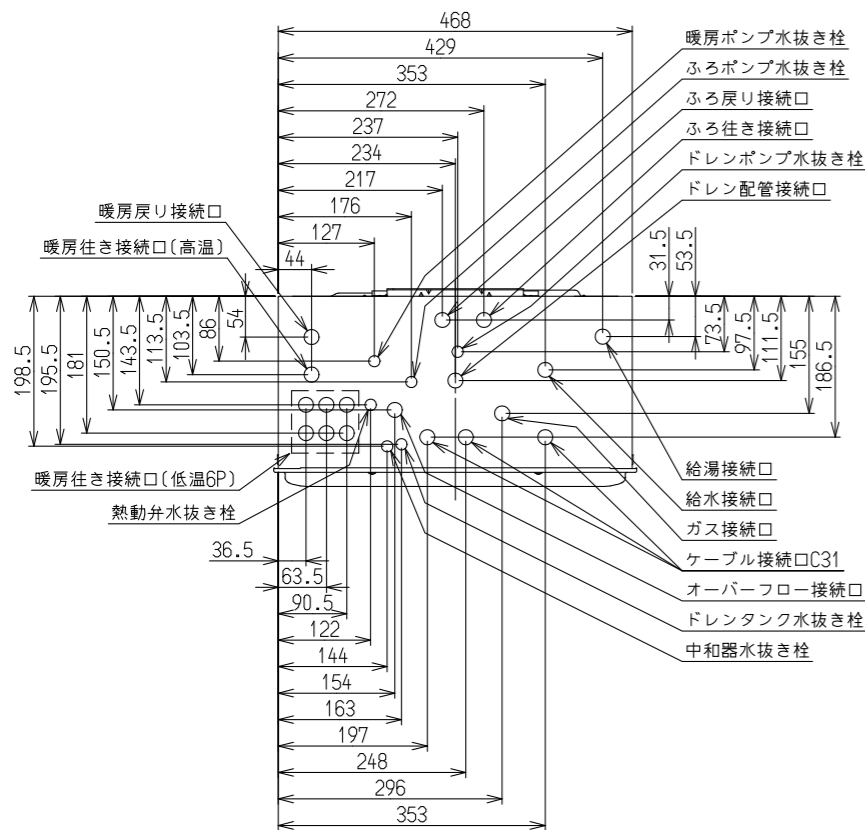 468
429
353
272
237
234
217
176
127
44
暖房ポンプ水抜き栓
ふろポンプ水抜き栓
ふろ戻り接続口
ふろ往き接続口
ドレンポンプ水抜き栓
ドレン配管接続口
暖房戻り接続口
暖房往き接続口(高温)
198.5
195.5
181
150.5
143.5
113.5
103.5
86
54
31.5
53.5
73.5
97.5
111.5
155
186.5
暖房往き接続口(低温6P)
熱動弁水抜き栓
給湯接続口
給水接続口
ガス接続口
ケーブル接続口C31
オーバーフロー接続口
ドレンタンク水抜き栓
中和器水抜き栓
36.5
63.5
90.5
122
144
154
163
197
248
296
353